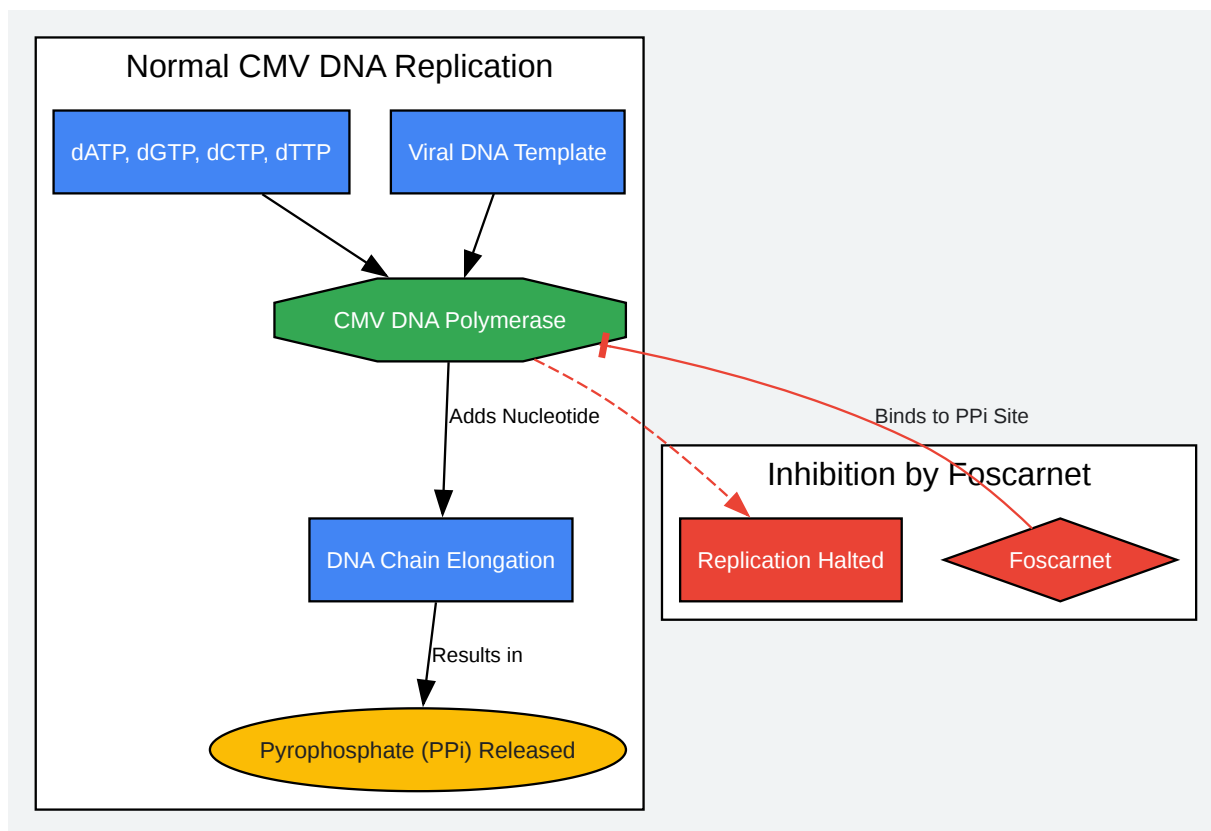 Normal CMV DNA Replication
dATP, dGTP, dCTP, dTTP
Viral DNA Template
CMV DNA Polymerase
Adds Nucleotide
Binds to PPi Site
Inhibition by Foscarnet
DNA Chain Elongation
Replication Halted
Foscarnet
Results in
Pyrophosphate (PPi) Released